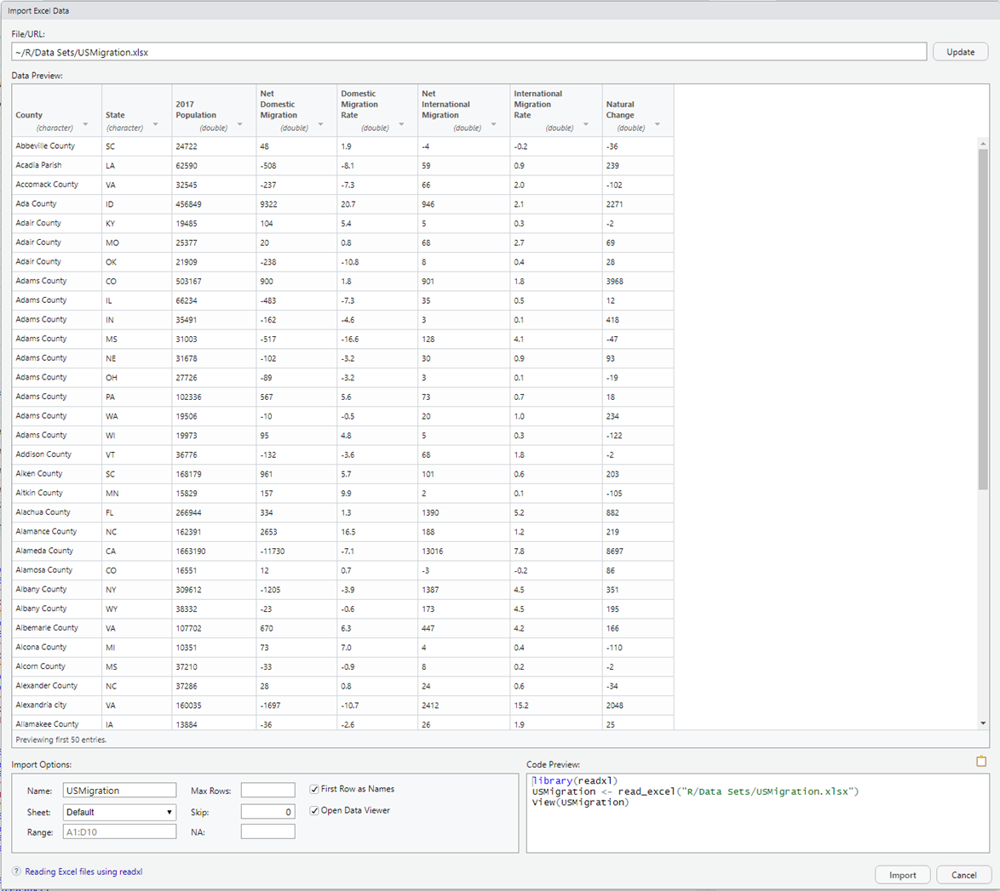 Import Excel Data
File/URL:
~/R/Data Sets/USMigration.xlsx
Update
Data Preview:
County (character) State (character) 2017 Population (double) Net Domestic Migration (double) Domestic Migration Rate (double) Net International Migration (double) International Migration Rate (double) Natural Change (double)
Abbeville County SC 24722 48 1.9 -4 -0.2 -36
Acadia Parish LA 62590 -508 -8.1 59 0.9 239
Accomack County VA 32545 -237 -7.3 66 2.0 -102
Ada County ID 456849 9322 20.7 946 2.1 2271
Adair County KY 19485 104 5.4 5 0.3 -2
Adair County MO 25377 20 0.8 68 2.7 69
Adair County OK 21909 -238 -10.8 8 0.4 28
Adams County CO 503167 900 1.8 901 1.8 3968
Adams County IL 66234 -483 -7.3 35 0.5 12
Adams County IN 35491 -162 -4.6 3 0.1 418
Adams County MS 31003 -517 -16.6 128 4.1 -47
Adams County NE 31678 -102 -3.2 30 0.9 93
Adams County OH 27726 -89 -3.2 3 0.1 -19
Adams County PA 102336 567 5.6 73 0.7 18
Adams County WA 19506 -10 -0.5 20 1.0 234
Adams County WI 19973 95 4.8 5 0.3 -122
Addison County VT 36776 -132 -3.6 68 1.8 -2
Aiken County SC 168179 961 5.7 101 0.6 203
Aitkin County MN 15829 157 9.9 2 0.1 -105
Alachua County FL 266944 334 1.3 1390 5.2 882
Alamance County NC 162391 2653 16.5 188 1.2 219
Alameda County CA 1663190 -11730 -7.1 13016 7.8 8697
Alamosa County CO 16551 12 0.7 -3 -0.2 86
Albany County NY 309612 -1205 -3.9 1387 4.5 351
Albany County WY 38332 -23 -0.6 173 4.5 195
Albemarle County VA 107702 670 6.3 447 4.2 166
Alcona County MI 10351 73 7.0 4 0.4 -110
Alcorn County MS 37210 -33 -0.9 8 0.2 -2
Alexander County NC 37286 28 0.8 24 0.6 -34
Alexandria city VA 160035 -1697 -10.7 2412 15.2 2048
Allamakee County IA 13884 -36 -2.6 26 1.9 25
Previewing first 50 entries.
Import Options:
Name: USMigration Max Rows: First Row as Names
Sheet: Default Skip: 0 Open Data Viewer
Range: A1:D10 NA:
Code Preview:
library(readxl)
USMigration <- read_excel("R/Data Sets/USMigration.xlsx")
View(USMigration)
? Reading Excel files using readxl
Import Cancel